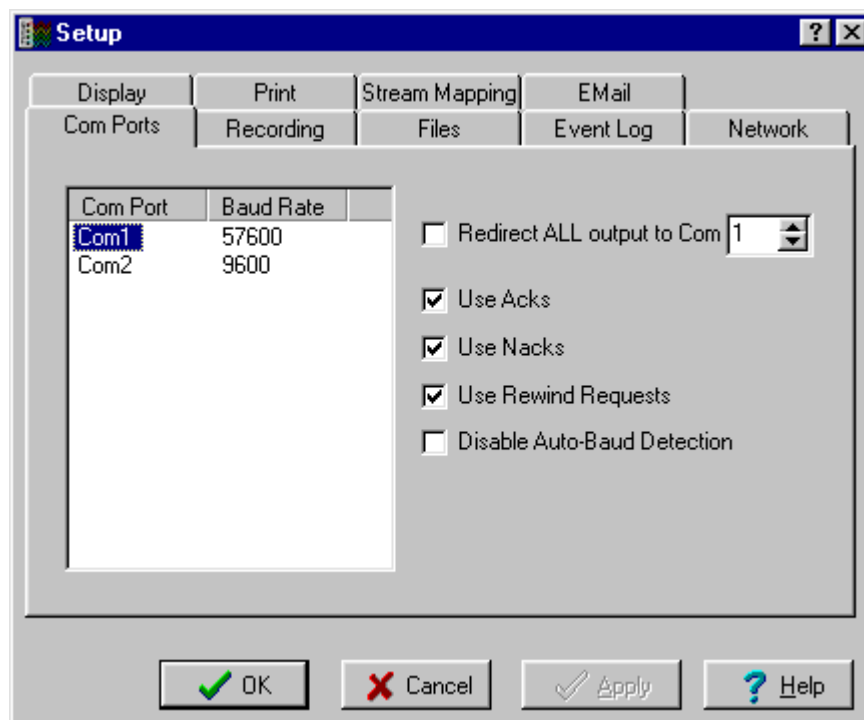 Setup
Display Print Stream Mapping EMail
Com Ports Recording Files Event Log Network
Com Port Baud Rate
Com1 57600
Com2 9600
Redirect ALL output to Com 1
Use Acks
Use Nacks
Use Rewind Requests
Disable Auto-Baud Detection
OK Cancel Apply ? Help